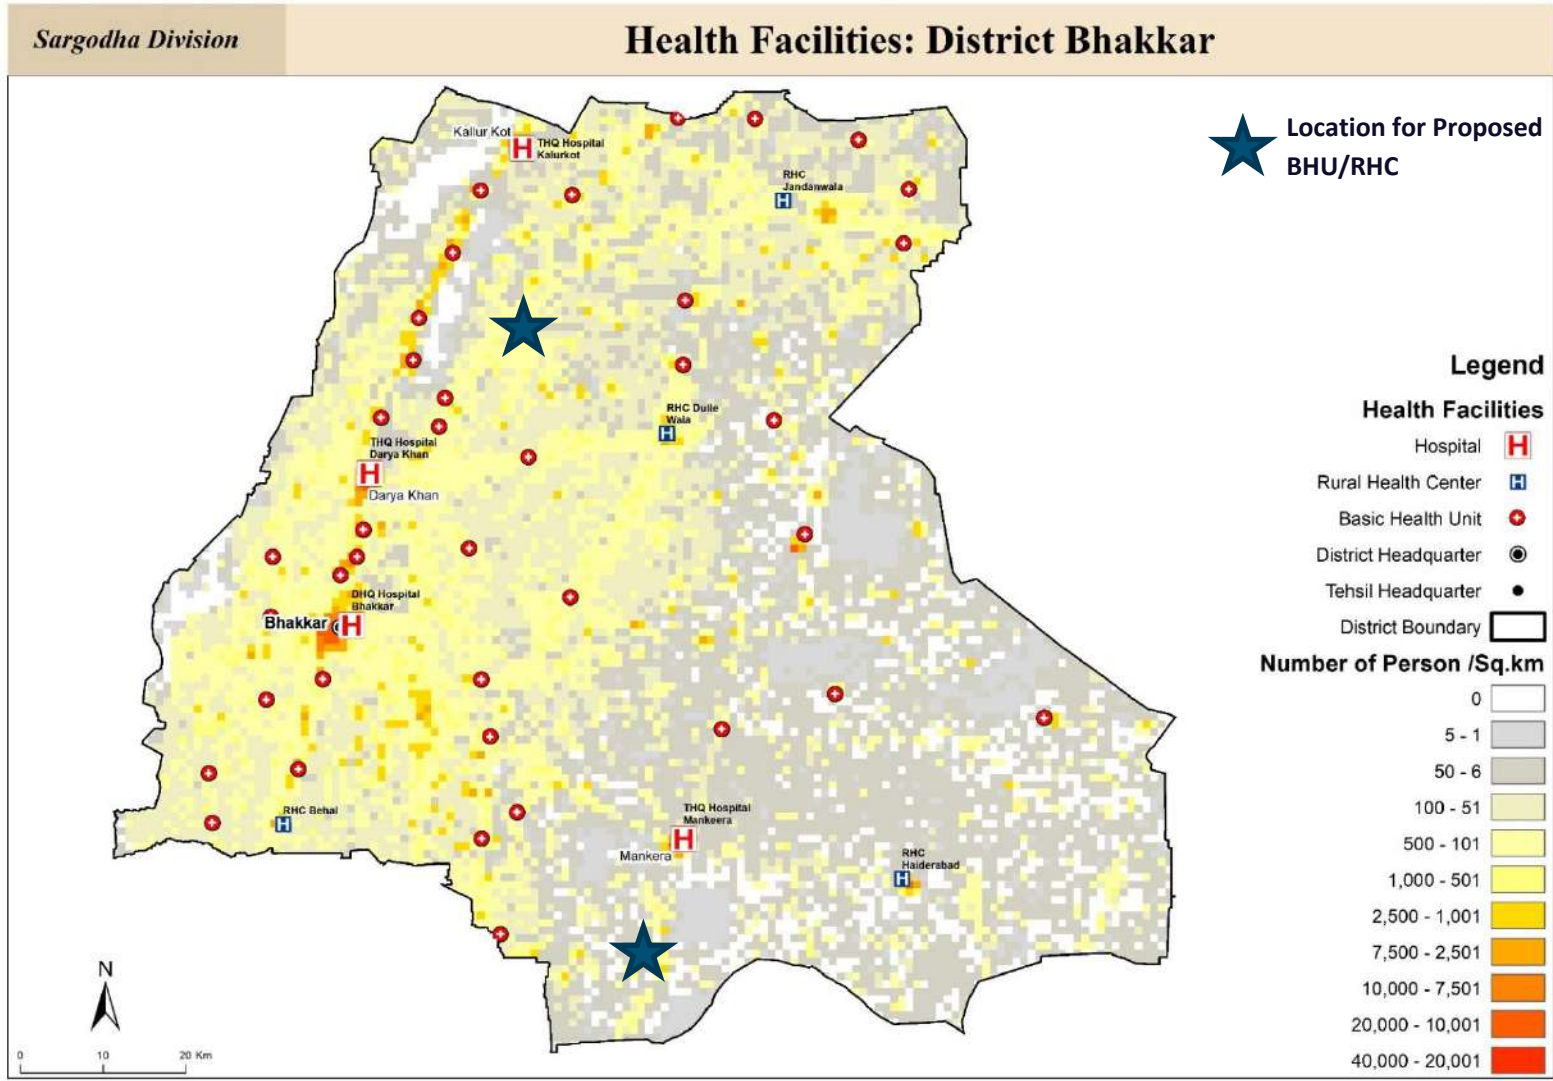 Sargodha Division
Health Facilities: District Bhakkar
Location for Proposed
BHU/RHC
Kallur Kot
THQ Hospital
Kalurkot
RHC
Jandanwala
RHC Dulle
Wala
THQ Hospital
Darya Khan
Darya Khan
DHQ Hospital
Bhakkar
Bhakkar
RHC Behal
THQ Hospital
Mankeera
Mankera
RHC
Haiderabad
Legend
Health Facilities
Hospital
Rural Health Center
Basic Health Unit
District Headquarter
Tehsil Headquarter
District Boundary
Number of Person /Sq.km
0
5 - 1
50 - 6
100 - 51
500 - 101
1,000 - 501
2,500 - 1,001
7,500 - 2,501
10,000 - 7,501
20,000 - 10,001
40,000 - 20,001
N
0 10 20 Km